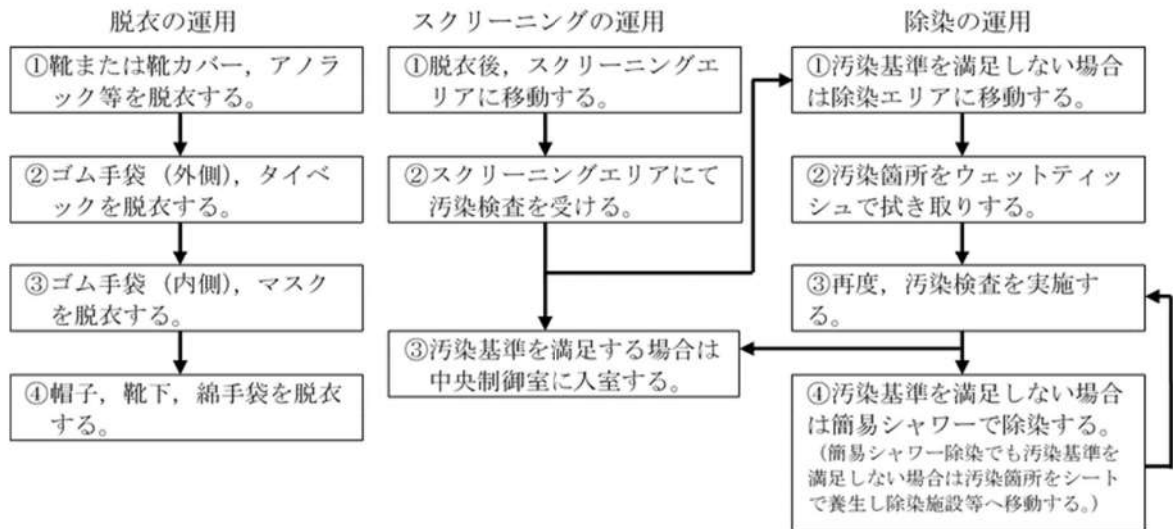 脱衣の運用
①靴または靴カバー，アノラ
ック等を脱衣する。
②ゴム手袋（外側），タイベ
ックを脱衣する。
③ゴム手袋（内側），マスク
を脱衣する。
④帽子，靴下，綿手袋を脱衣
する。
スクリーニングの運用
①脱衣後，スクリーニングエ
リアに移動する。
②スクリーニングエリアにて
汚染検査を受ける。
③汚染基準を満足する場合は
中央制御室に入室する。
除染の運用
①汚染基準を満足しない場合
は除染エリアに移動する。
②汚染箇所をウェットティッ
シュで拭き取りする。
③再度，汚染検査を実施す
る。
④汚染基準を満足しない場合
は簡易シャワーで除染する。
（簡易シャワー除染でも汚染基準を
満足しない場合は汚染箇所をシート
で養生し除染施設等へ移動する。）